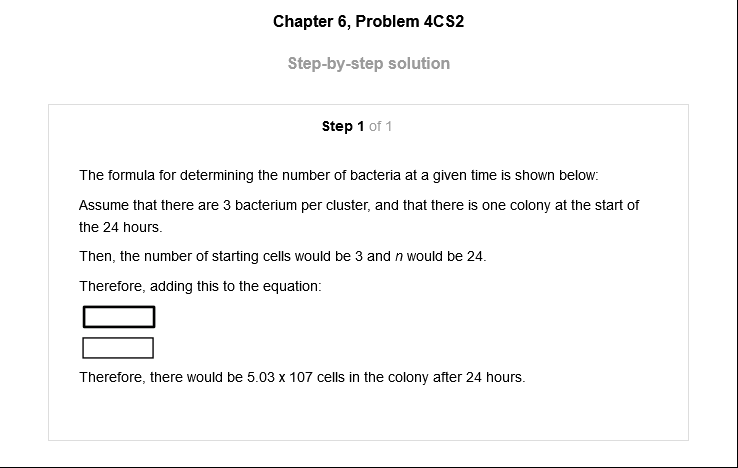 Chapter 6, Problem 4CS2
Step-by-step solution
Step 1 of 1
The formula for determining the number of bacteria at a given time is shown below:
Assume that there are 3 bacterium per cluster, and that there is one colony at the start of
the 24 hours.
Then, the number of starting cells would be 3 and n would be 24.
Therefore, adding this to the equation:
Therefore, there would be 5.03 x 107 cells in the colony after 24 hours.